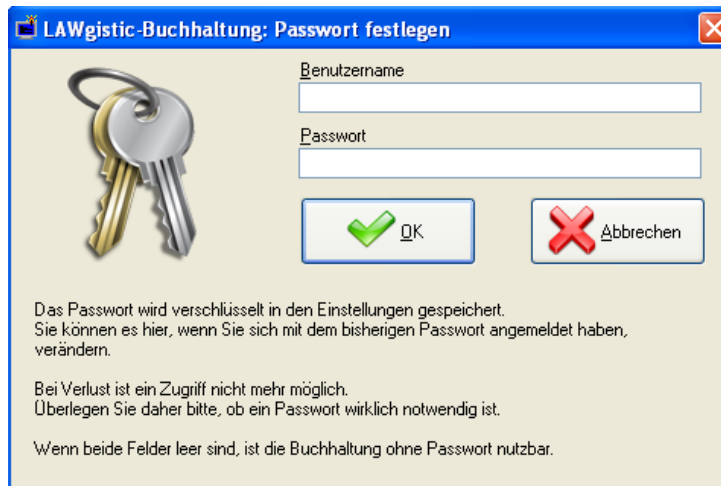 LAWgistic-Buchhaltung: Passwort festlegen
Benutzername
Passwort
OK
Abbrechen
Das Passwort wird verschlüsselt in den Einstellungen gespeichert.
Sie können es hier, wenn Sie sich mit dem bisherigen Passwort angemeldet haben,
verändern.
Bei Verlust ist ein Zugriff nicht mehr möglich.
Überlegen Sie daher bitte, ob ein Passwort wirklich notwendig ist.
Wenn beide Felder leer sind, ist die Buchhaltung ohne Passwort nutzbar.